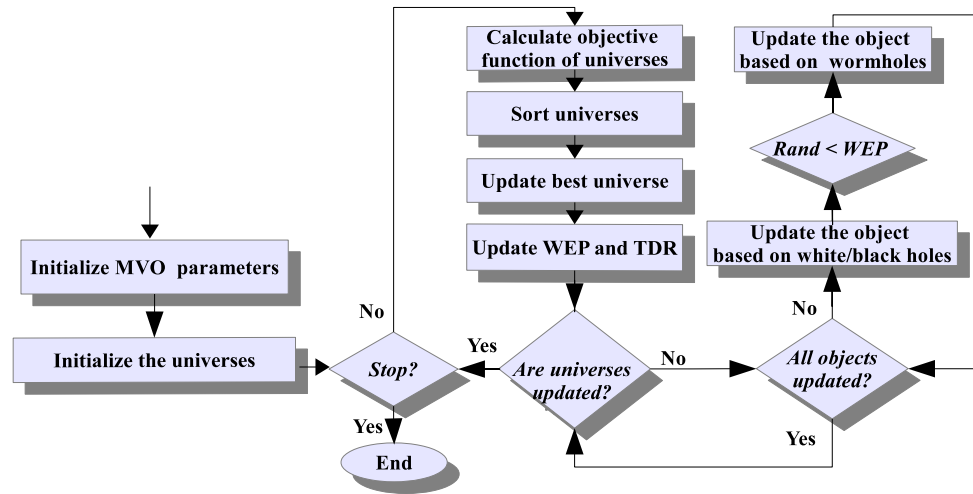 Calculate objective
function of universes
Sort universes
Update best universe
Update WEP and TDR
Update the object
based on wormholes
Rand < WEP
Update the object
based on white/black holes
Initialize MVO parameters
Initialize the universes
No
Stop?
Yes
End
Yes
Are universes
updated?
No
No
All objects
updated?
Yes